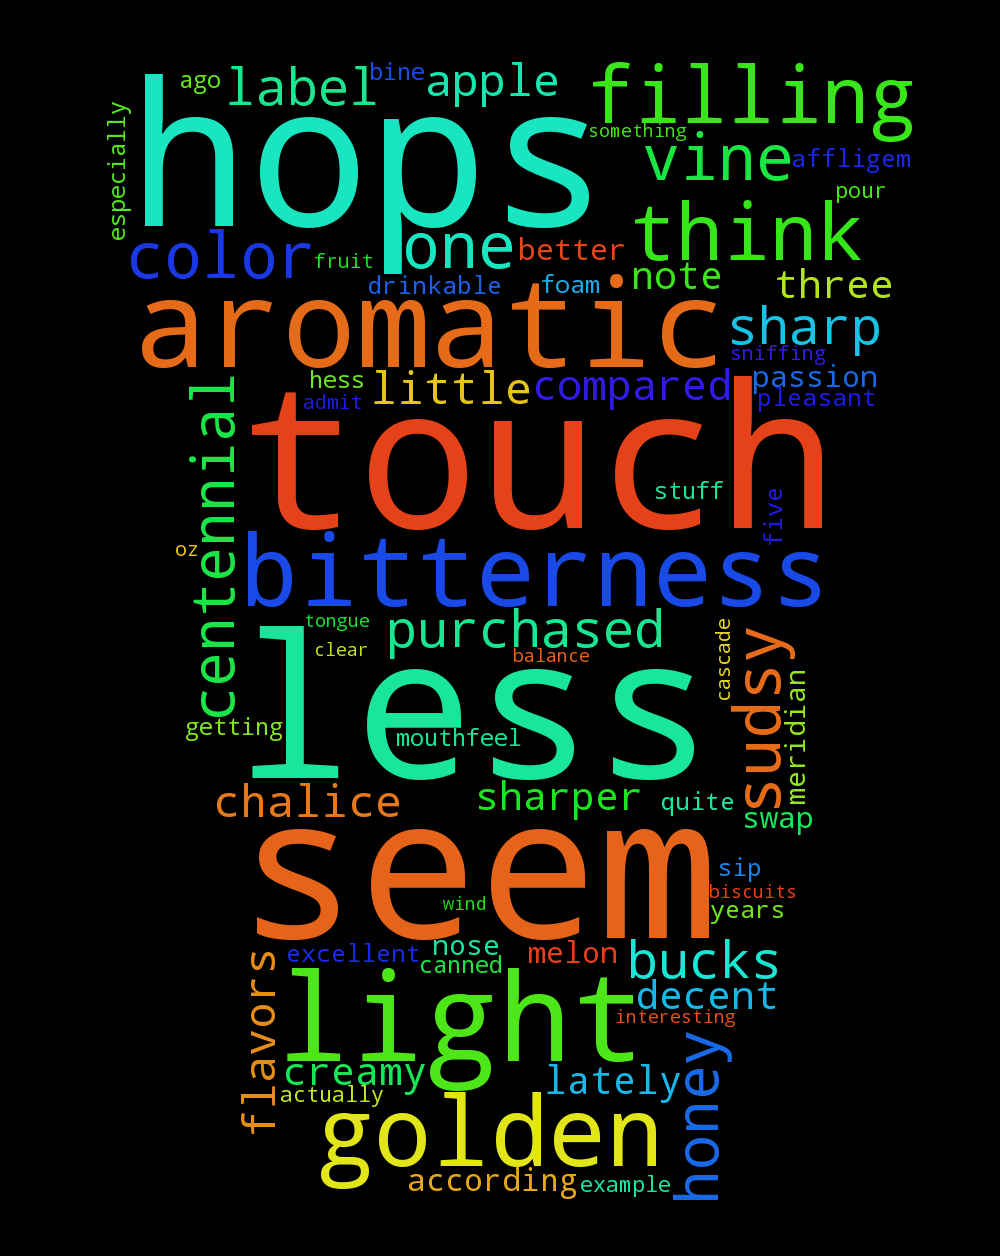 bine
ago
label
apple
filling
hops
especially
something
vine
affligem
pour
think
color
one
better
fruit
note
drinkable
foam
three
aromatic
sharp
sniffing
hess
little
compared
passion
admit
pleasant
centennial
touch
stuff
five
oz
bitterness
tongue
purchased
clear
balance
cascade
sudsy
less
meridian
getting
mouthfeel
chalice
sharper
quite
swap
seem
sip
biscuits
wind
years
excellent
nose
melon
bucks
canned
flavors
light
decent
interesting
creamy
lately
honey
actually
golden
according
example